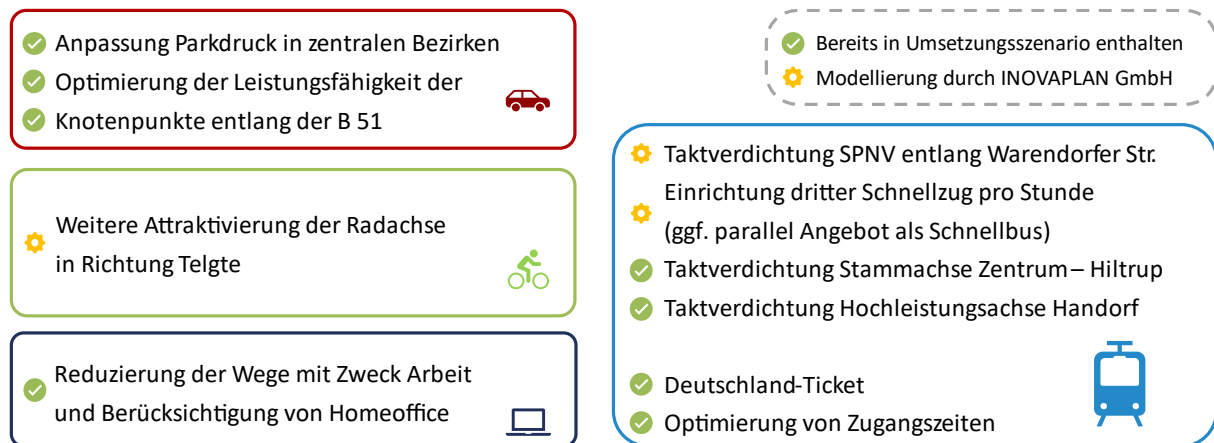 Anpassung Parkdruck in zentralen Bezirken
Optimierung der Leistungsfähigkeit der
Knotenpunkte entlang der B 51
Weitere Attraktivierung der Radachse
in Richtung Telgte
Reduzierung der Wege mit Zweck Arbeit
und Berücksichtigung von Homeoffice
Bereits in Umsetzungsszenario enthalten
Modellierung durch INOVAPLAN GmbH
Taktverdichtung SPNV entlang Warendorfer Str.
Einrichtung dritter Schnellzug pro Stunde
(ggf. parallel Angebot als Schnellbus)
Taktverdichtung Stammachse Zentrum – Hiltrup
Taktverdichtung Hochleistungsachse Handorf
Deutschland-Ticket
Optimierung von Zugangszeiten